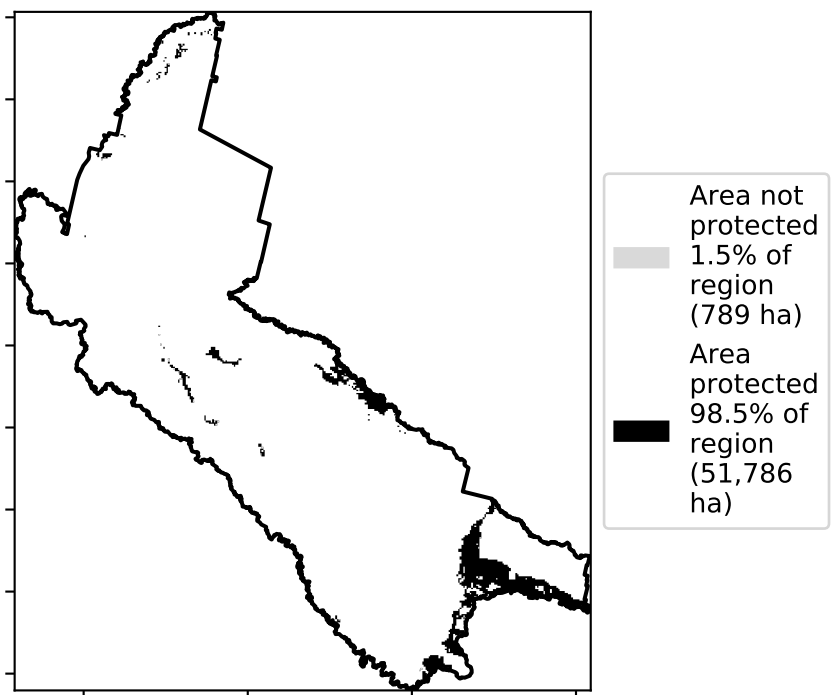 Area not
protected
1.5% of
region
(789 ha)
Area
protected
98.5% of
region
(51,786
ha)